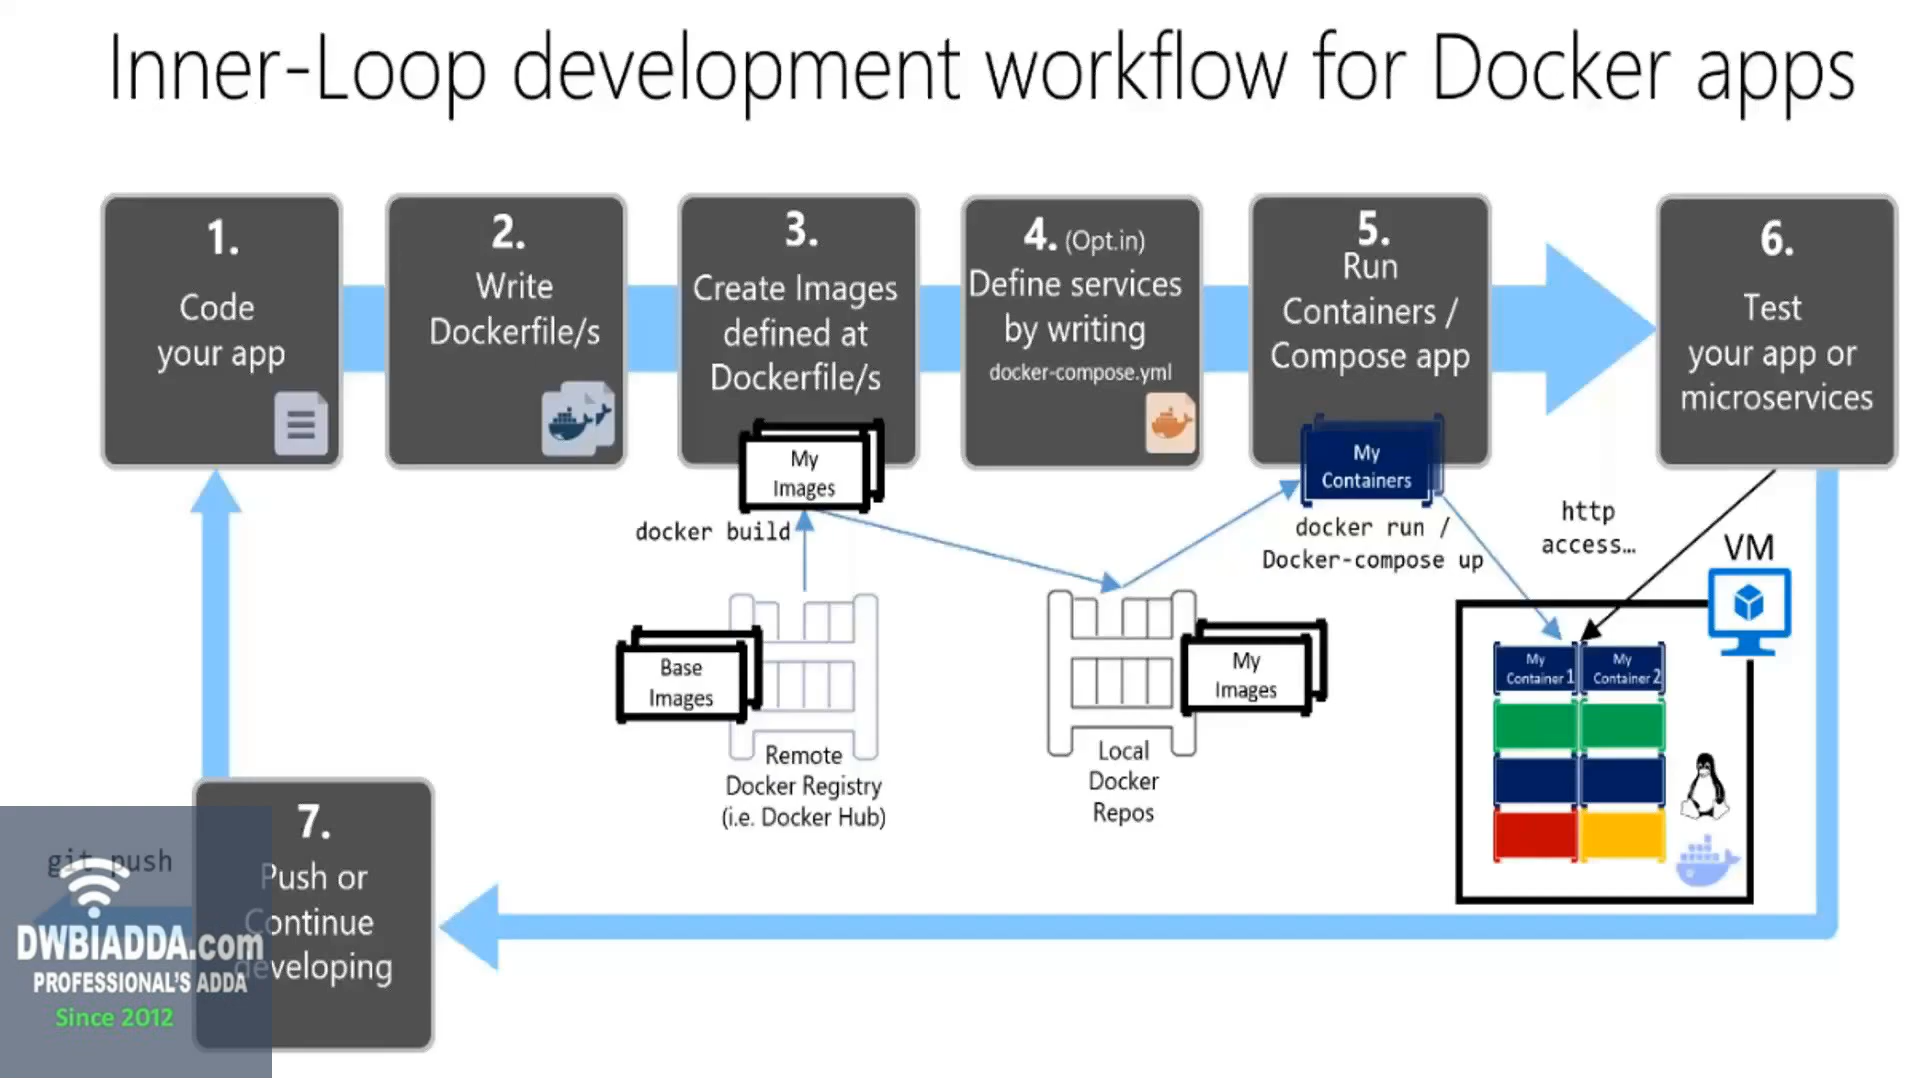 Inner-Loop development workflow for Docker apps
1.
Code
your app
2.
Write
Dockerfile/s
3.
Create Images
defined at
Dockerfile/s
My
Images
4. (Opt.in)
Define services
by writing
docker-compose.yml
5.
Run
Containers /
Compose app
My
Containers
6.
Test
your app or
microservices
docker build
docker run /
Docker-compose up
http
access...
VM
Base
Images
Remote
Docker Registry
(i.e. Docker Hub)
My
Images
Local
Docker
Repos
My
Container 1
My
Container 2
7.
Push or
Continue
developing
git push
DWBIADDA.com
PROFESSIONAL'S ADDA
Since 2012